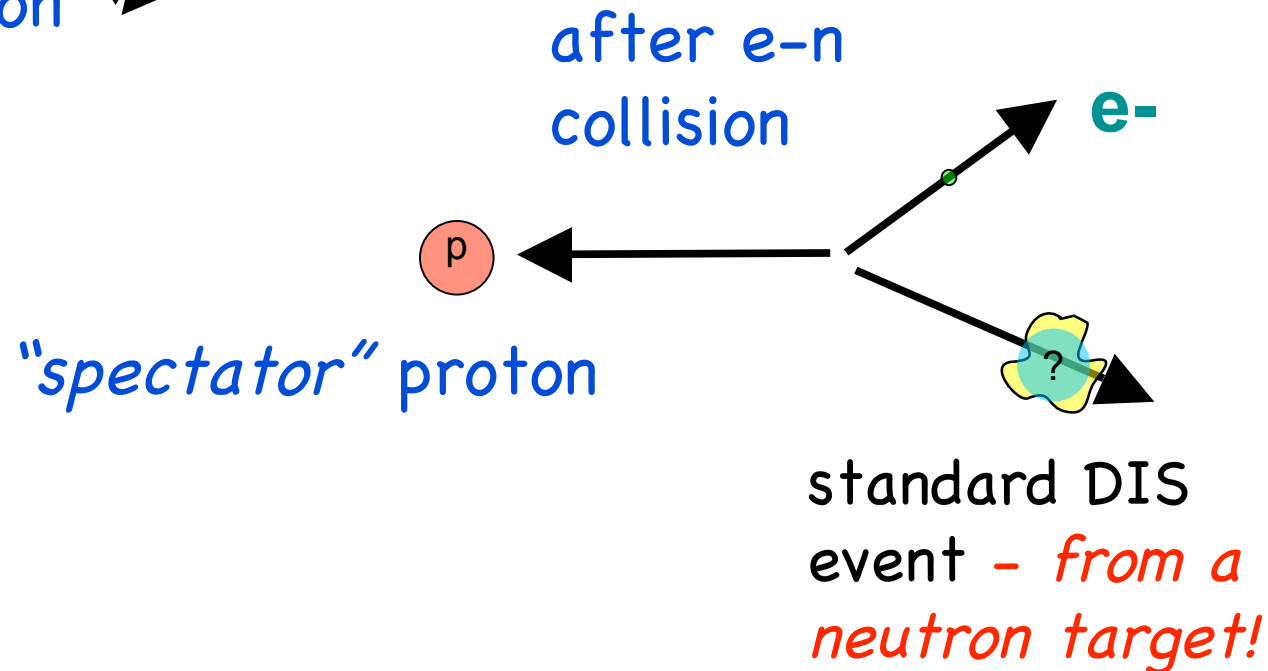 on
after e-n
collision
e-
p
"spectator" proton
?
standard DIS
event - from a
neutron target!